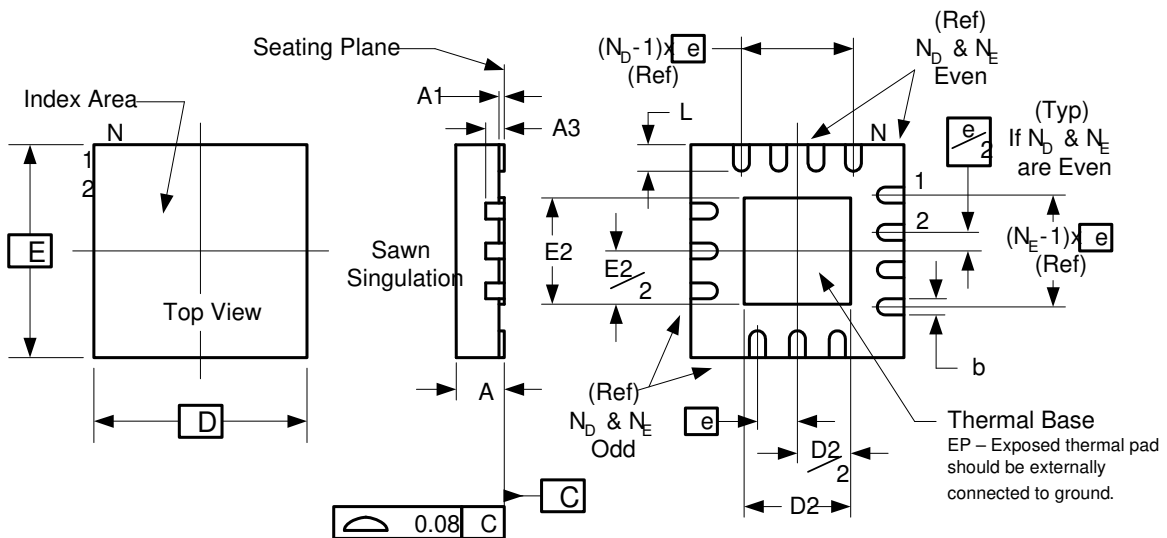 Seating Plane
Index Area
N
1
2
E
Top View
D
A1
A3
Sawn
Singulation
A
C
0.08 C
(N_D-1)x e
(Ref)
L
(Ref)
N_D & N_E
Even
N
e/2
(Typ)
If N_D & N_E
are Even
1
2
(N_E-1)x e
(Ref)
E2
E2/2
b
(Ref)
N_D & N_E
Odd
e
D2/2
D2
Thermal Base
EP – Exposed thermal pad
should be externally
connected to ground.